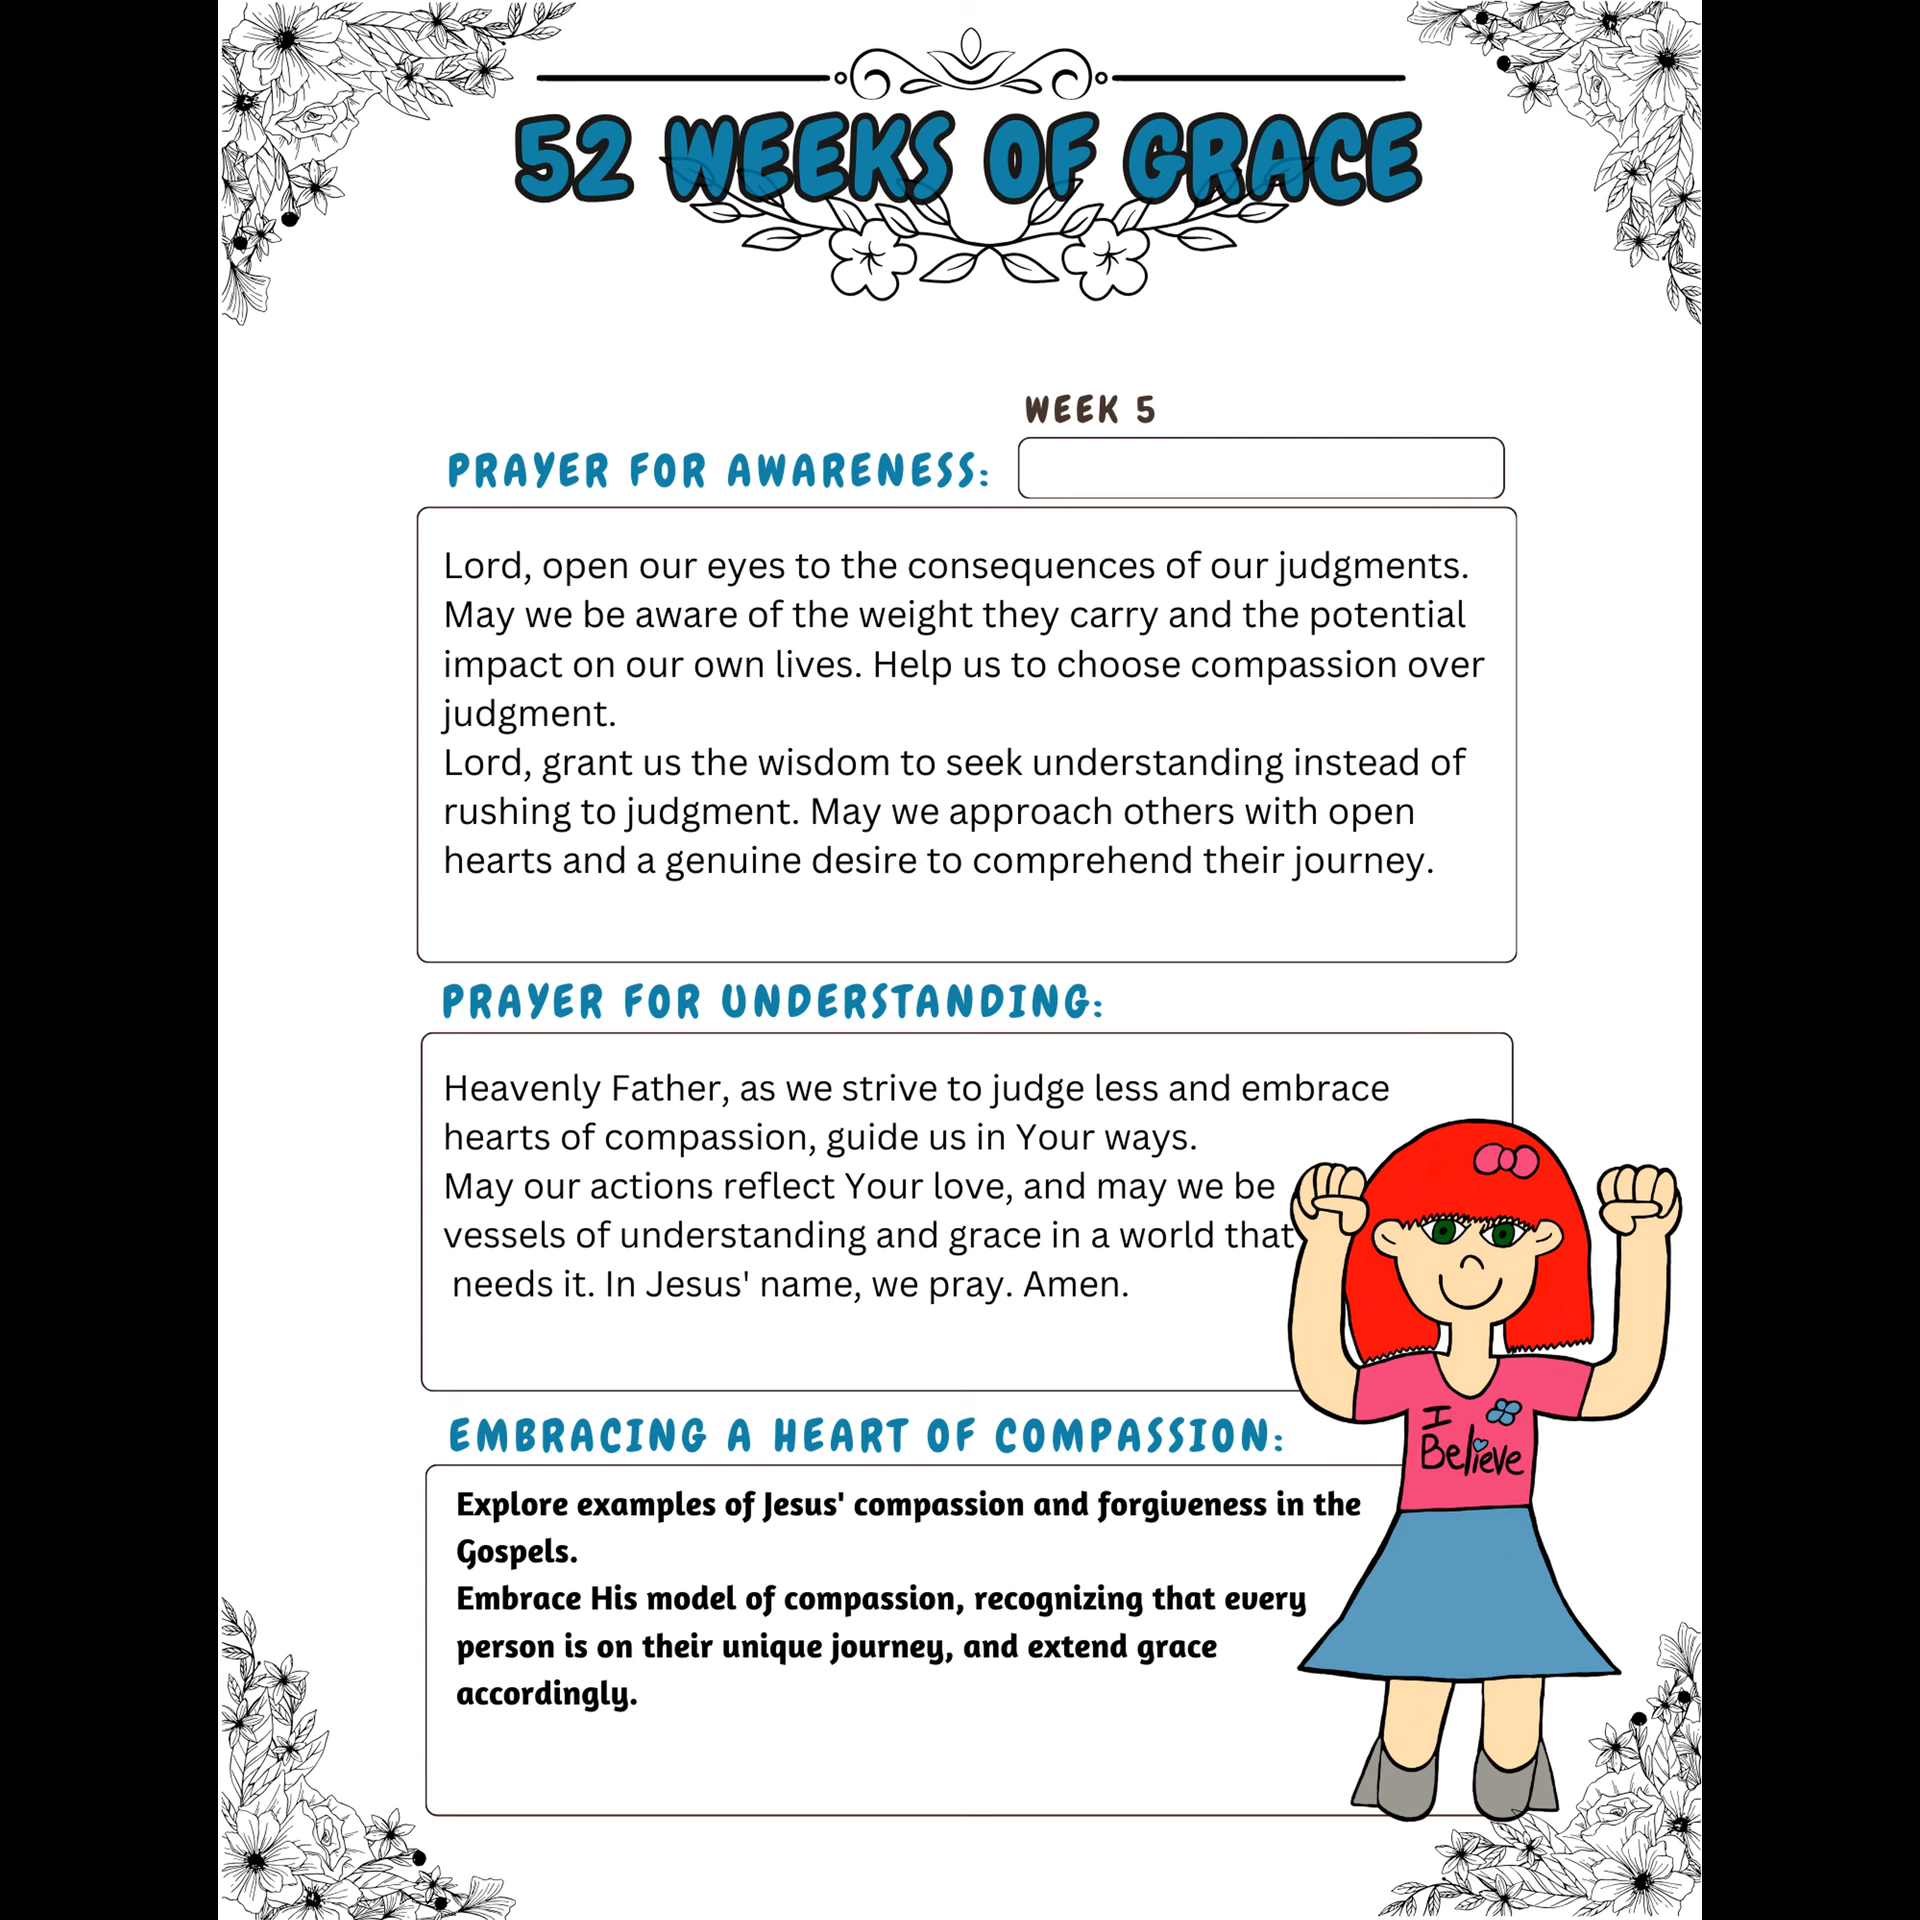 52 WEEKS OF GRACE
WEEK 5
PRAYER FOR AWARENESS:
Lord, open our eyes to the consequences of our judgments.
May we be aware of the weight they carry and the potential
impact on our own lives. Help us to choose compassion over
judgment.
Lord, grant us the wisdom to seek understanding instead of
rushing to judgment. May we approach others with open
hearts and a genuine desire to comprehend their journey.
PRAYER FOR UNDERSTANDING:
Heavenly Father, as we strive to judge less and embrace
hearts of compassion, guide us in Your ways.
May our actions reflect Your love, and may we be
vessels of understanding and grace in a world that
needs it. In Jesus' name, we pray. Amen.
EMBRACING A HEART OF COMPASSION:
Explore examples of Jesus' compassion and forgiveness in the
Gospels.
Embrace His model of compassion, recognizing that every
person is on their unique journey, and extend grace
accordingly.
I
Believe